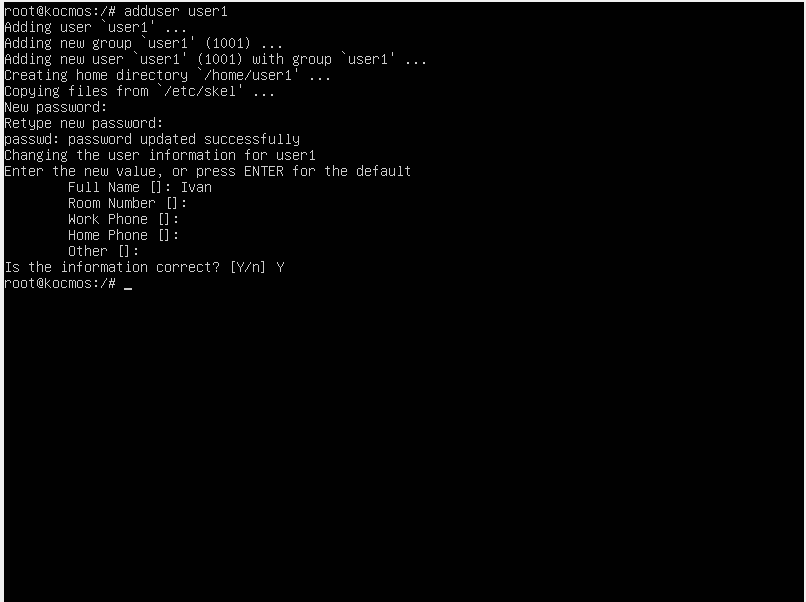 root@kocmos:/# adduser user1
Adding user `user1' ...
Adding new group `user1' (1001) ...
Adding new user `user1' (1001) with group `user1' ...
Creating home directory `/home/user1' ...
Copying files from `/etc/skel' ...
New password:
Retype new password:
passwd: password updated successfully
Changing the user information for user1
Enter the new value, or press ENTER for the default
        Full Name []: Ivan
        Room Number []:
        Work Phone []:
        Home Phone []:
        Other []:
Is the information correct? [Y/n] Y
root@kocmos:/# _